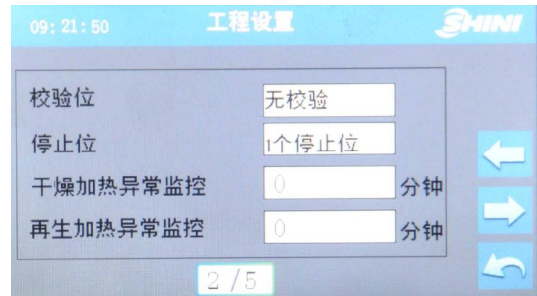 09:21:50 工程设置 SHINI
校验位 无校验
停止位 1个停止位
干燥加热异常监控 0 分钟
再生加热异常监控 0 分钟
2/5